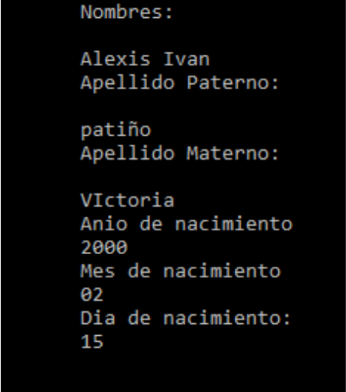 Nombres:
Alexis Ivan
Apellido Paterno:
patiño
Apellido Materno:
VIctoria
Anio de nacimiento
2000
Mes de nacimiento
02
Dia de nacimiento:
15